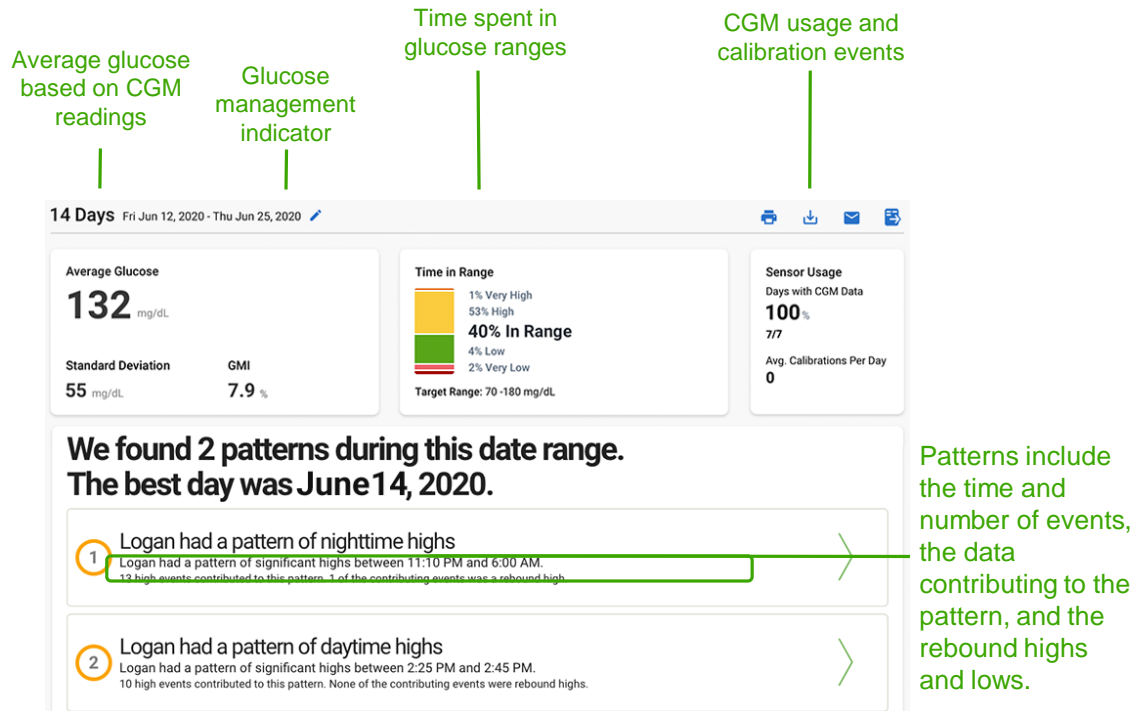 Time spent in
glucose ranges
CGM usage and
calibration events
Average glucose
based on CGM
readings
Glucose
management
indicator
14 Days Fri Jun 12, 2020 - Thu Jun 25, 2020
Average Glucose
132 mg/dL
Standard Deviation
55 mg/dL
GMI
7.9 %
Time in Range
1% Very High
53% High
40% In Range
4% Low
2% Very Low
Target Range: 70 -180 mg/dL
Sensor Usage
Days with CGM Data
100 %
7/7
Avg. Calibrations Per Day
0
We found 2 patterns during this date range.
The best day was June 14, 2020.
1
Logan had a pattern of nighttime highs
Logan had a pattern of significant highs between 11:10 PM and 6:00 AM.
13 high events contributed to this pattern. 1 of the contributing events was a rebound high.
2
Logan had a pattern of daytime highs
Logan had a pattern of significant highs between 2:25 PM and 2:45 PM.
10 high events contributed to this pattern. None of the contributing events were rebound highs.
Patterns include
the time and
number of events,
the data
contributing to the
pattern, and the
rebound highs
and lows.